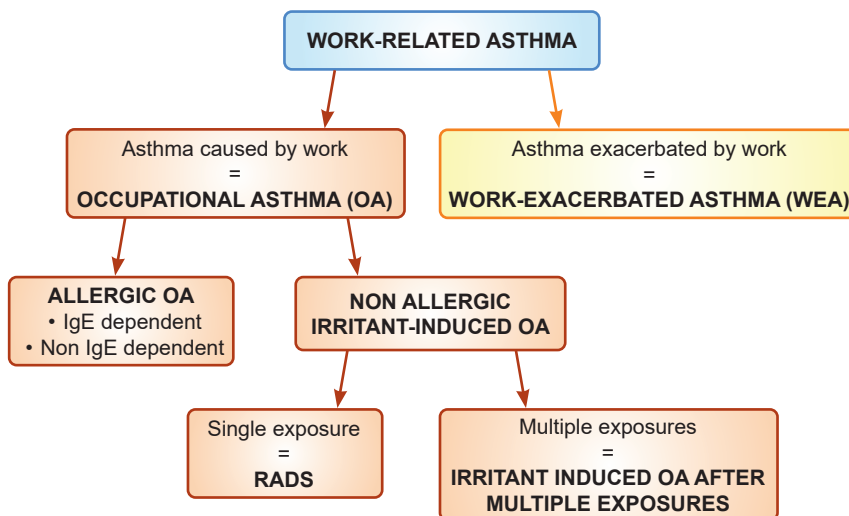 WORK-RELATED ASTHMA
Asthma caused by work
=
OCCUPATIONAL ASTHMA (OA)
Asthma exacerbated by work
=
WORK-EXACERBATED ASTHMA (WEA)
ALLERGIC OA
• IgE dependent
• Non IgE dependent
NON ALLERGIC
IRRITANT-INDUCED OA
Single exposure
=
RADS
Multiple exposures
=
IRRITANT INDUCED OA AFTER
MULTIPLE EXPOSURES